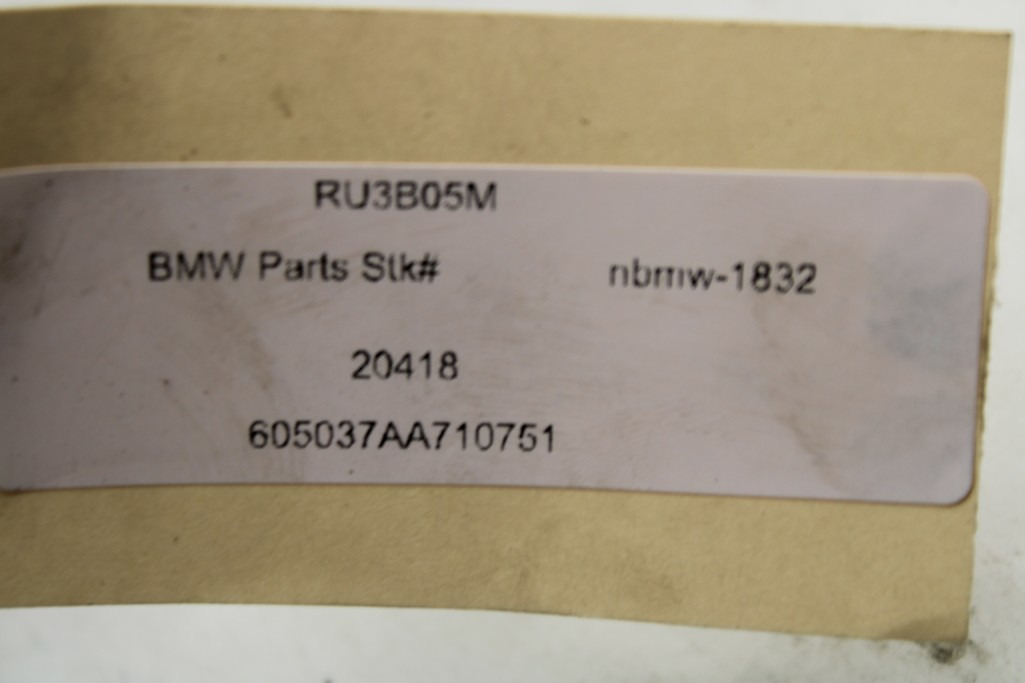 RU3B05M
BMW Parts Stk# nbmw-1832
20418
605037AA710751